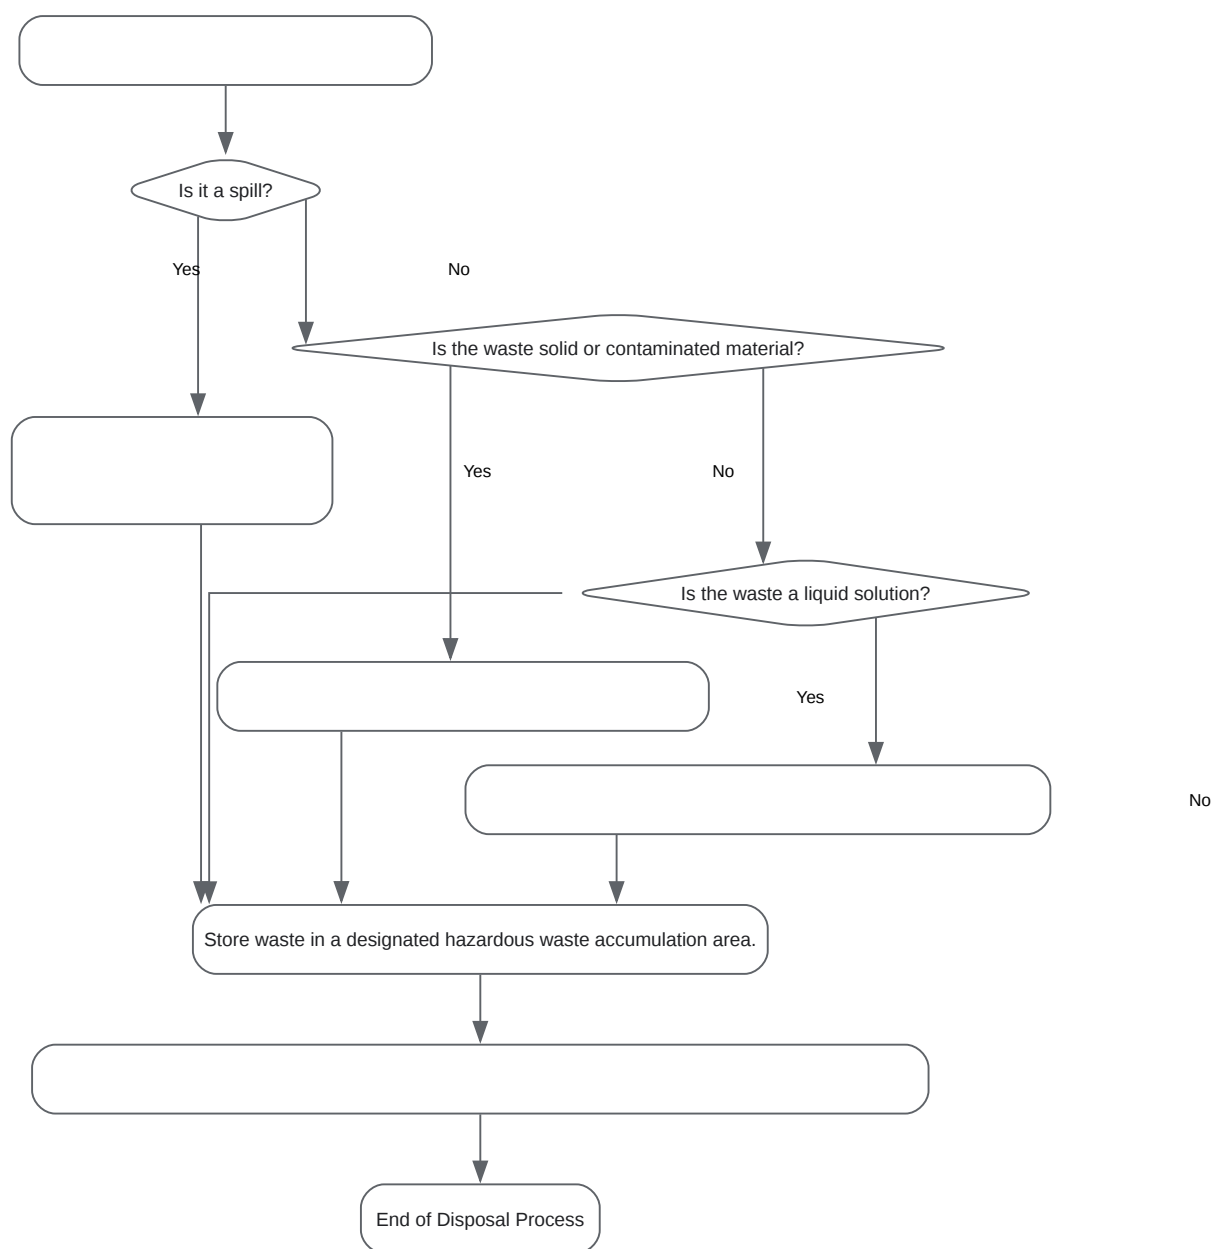 Is it a spill?
Yes
No
Is the waste solid or contaminated material?
Yes
No
Is the waste a liquid solution?
Yes
No
Store waste in a designated hazardous waste accumulation area.
End of Disposal Process